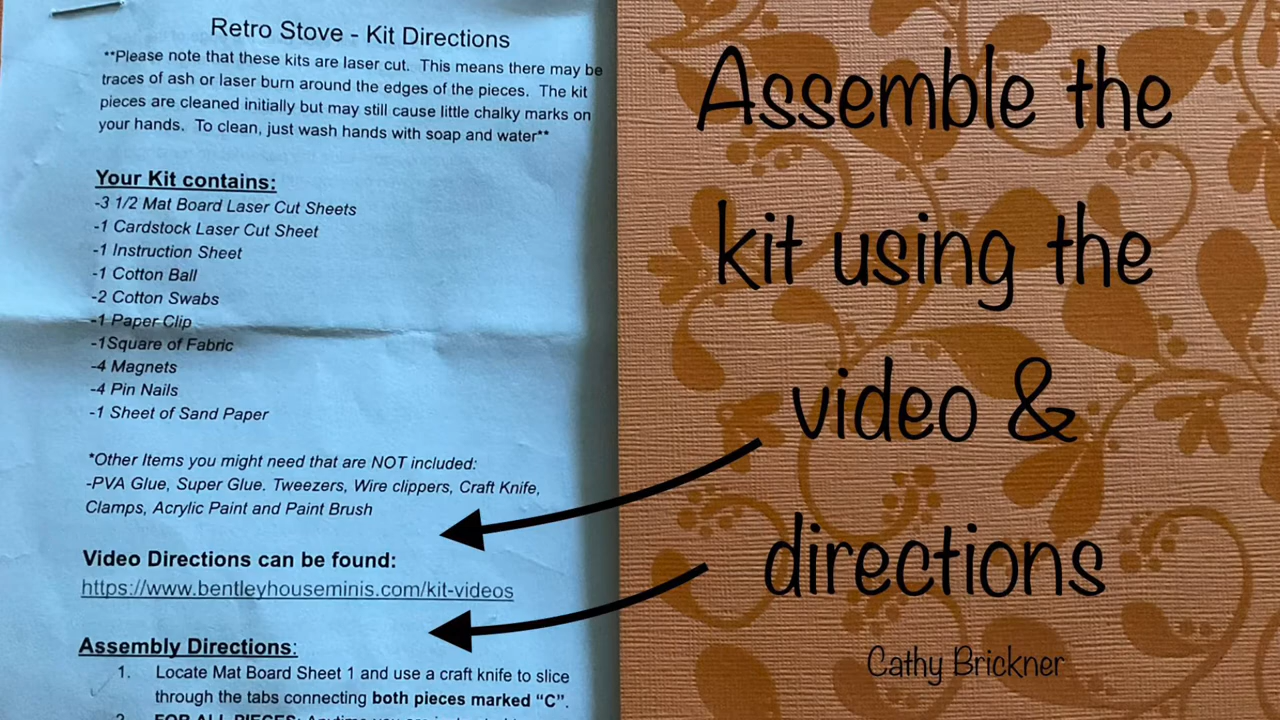 Retro Stove - Kit Directions
**Please note that these kits are laser cut. This means there may be
traces of ash or laser burn around the edges of the pieces. The kit
pieces are cleaned initially but may still cause little chalky marks on
your hands. To clean, just wash hands with soap and water**
Your Kit contains:
-3 1/2 Mat Board Laser Cut Sheets
-1 Cardstock Laser Cut Sheet
-1 Instruction Sheet
-1 Cotton Ball
-2 Cotton Swabs
-1 Paper Clip
-1Square of Fabric
-4 Magnets
-4 Pin Nails
-1 Sheet of Sand Paper
*Other Items you might need that are NOT included:
-PVA Glue, Super Glue. Tweezers, Wire clippers, Craft Knife,
Clamps, Acrylic Paint and Paint Brush
Video Directions can be found:
https://www.bentleyhouseminis.com/kit-videos
Assembly Directions:
1. Locate Mat Board Sheet 1 and use a craft knife to slice
through the tabs connecting both pieces marked “C”.
2. FOR ALL PIECES: Anytime you are
Assemble the
kit using the
video &
directions
Cathy Brickner